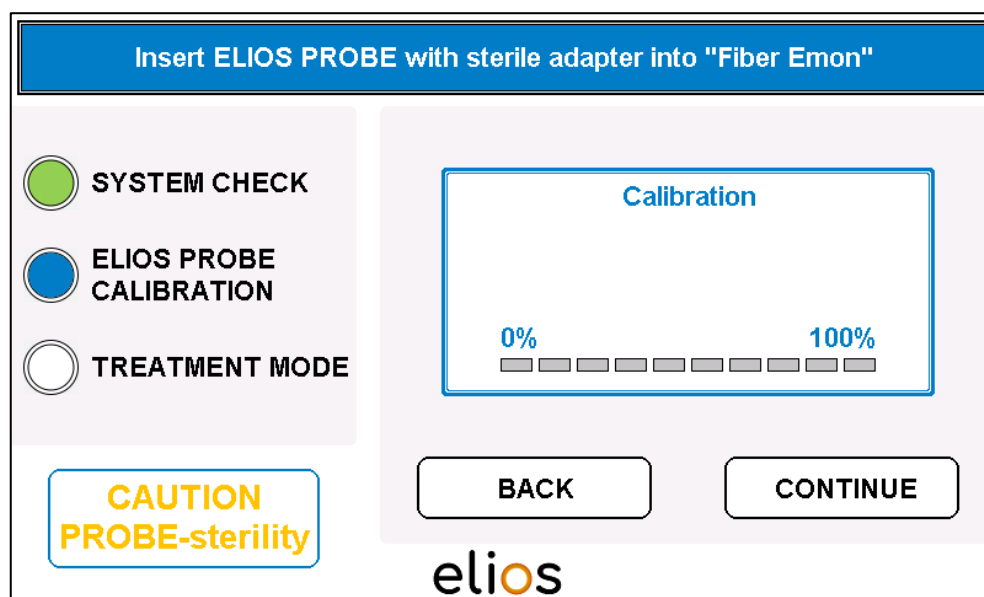 Insert ELIOS PROBE with sterile adapter into "Fiber Emon"
SYSTEM CHECK
ELIOS PROBE
CALIBRATION
TREATMENT MODE
CAUTION
PROBE-sterility
Calibration
0% 100%
BACK CONTINUE
elios